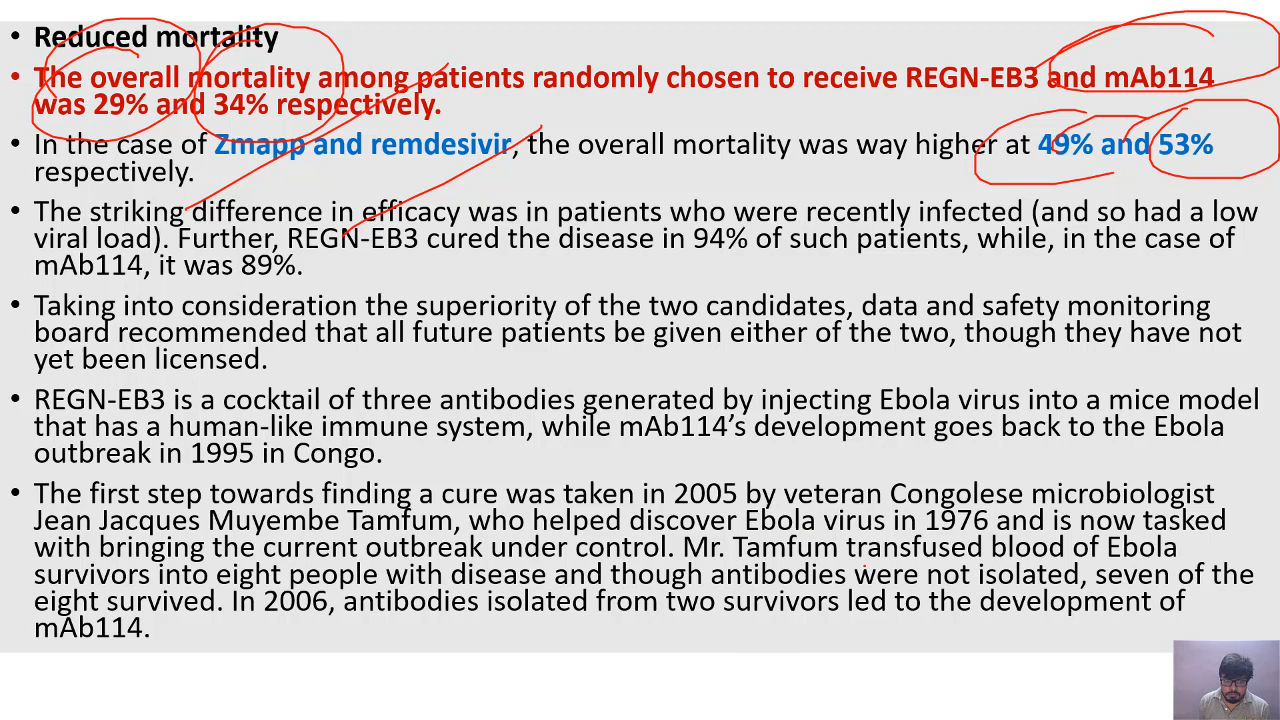 • Reduced mortality
• The overall mortality among patients randomly chosen to receive REGN-EB3 and mAb114
was 29% and 34% respectively.
• In the case of Zmapp and remdesivir, the overall mortality was way higher at 49% and 53%
respectively.
• The striking difference in efficacy was in patients who were recently infected (and so had a low
viral load). Further, REGN-EB3 cured the disease in 94% of such patients, while, in the case of
mAb114, it was 89%.
• Taking into consideration the superiority of the two candidates, data and safety monitoring
board recommended that all future patients be given either of the two, though they have not
yet been licensed.
• REGN-EB3 is a cocktail of three antibodies generated by injecting Ebola virus into a mice model
that has a human-like immune system, while mAb114’s development goes back to the Ebola
outbreak in 1995 in Congo.
• The first step towards finding a cure was taken in 2005 by veteran Congolese microbiologist
Jean Jacques Muyembe Tamfum, who helped discover Ebola virus in 1976 and is now tasked
with bringing the current outbreak under control. Mr. Tamfum transfused blood of Ebola
survivors into eight people with disease and though antibodies were not isolated, seven of the
eight survived. In 2006, antibodies isolated from two survivors led to the development of
mAb114.